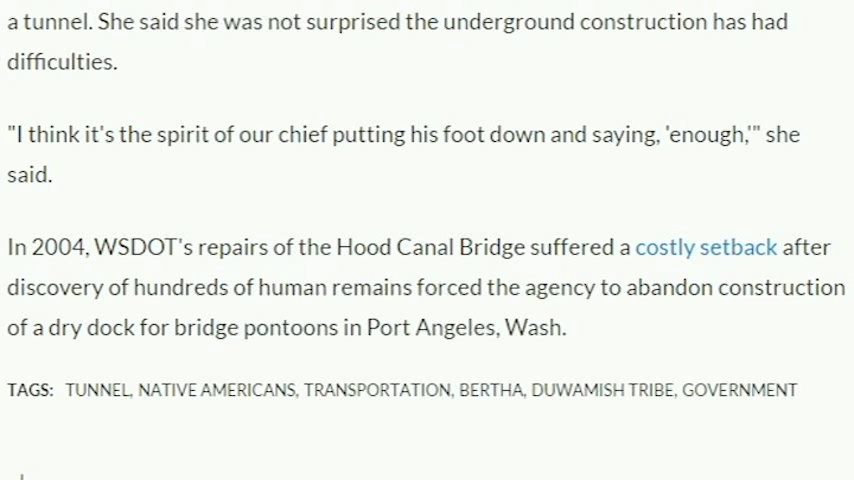 a tunnel. She said she was not surprised the underground construction has had
difficulties.
"I think it's the spirit of our chief putting his foot down and saying, 'enough,'" she
said.
In 2004, WSDOT's repairs of the Hood Canal Bridge suffered a costly setback after
discovery of hundreds of human remains forced the agency to abandon construction
of a dry dock for bridge pontoons in Port Angeles, Wash.
TAGS: TUNNEL, NATIVE AMERICANS, TRANSPORTATION, BERTHA, DUWAMISH TRIBE, GOVERNMENT